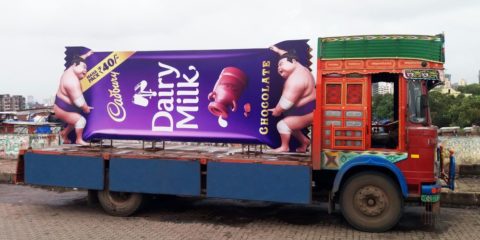 ₹40/-
Cadbury
Dairy
Milk
CHOCOLATE